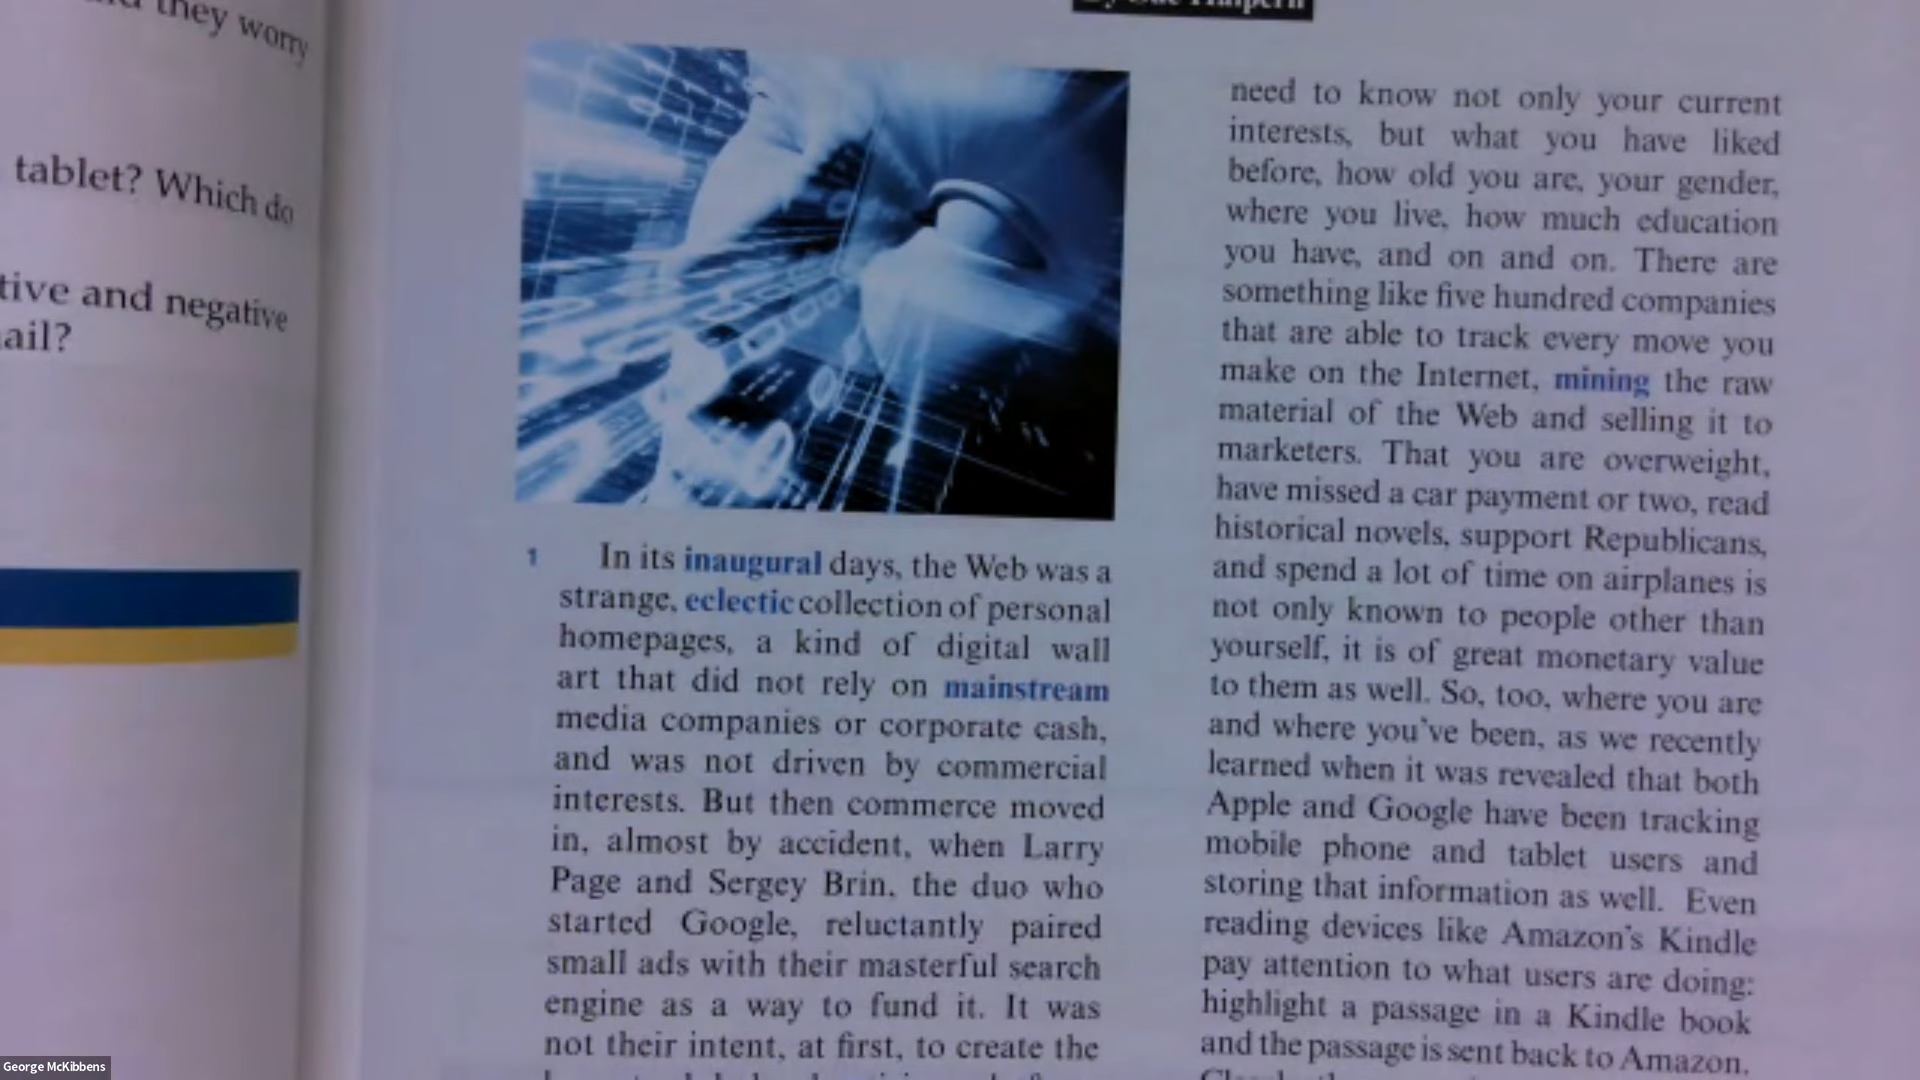 they worry
tablet? Which do
tive and negative
ail?
By Sue Halpern
1 In its inaugural days, the Web was a
strange, eclectic collection of personal
homepages, a kind of digital wall
art that did not rely on mainstream
media companies or corporate cash,
and was not driven by commercial
interests. But then commerce moved
in, almost by accident, when Larry
Page and Sergey Brin, the duo who
started Google, reluctantly paired
small ads with their masterful search
engine as a way to fund it. It was
not their intent, at first, to create the
need to know not only your current
interests, but what you have liked
before, how old you are, your gender,
where you live, how much education
you have, and on and on. There are
something like five hundred companies
that are able to track every move you
make on the Internet, mining the raw
material of the Web and selling it to
marketers. That you are overweight,
have missed a car payment or two, read
historical novels, support Republicans,
and spend a lot of time on airplanes is
not only known to people other than
yourself, it is of great monetary value
to them as well. So, too, where you are
and where you've been, as we recently
learned when it was revealed that both
Apple and Google have been tracking
mobile phone and tablet users and
storing that information as well. Even
reading devices like Amazon's Kindle
pay attention to what users are doing:
highlight a passage in a Kindle book
and the passage is sent back to Amazon.
George McKibbens